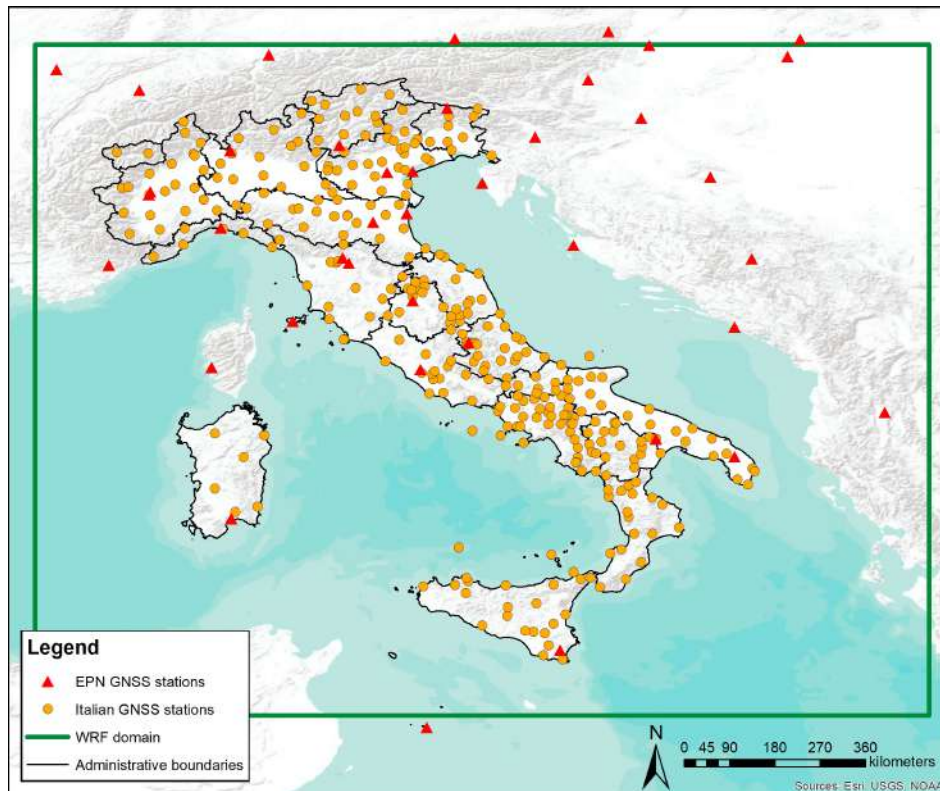 Legend
EPN GNSS stations
Italian GNSS stations
WRF domain
Administrative boundaries
N
0 45 90 180 270 360
kilometers
Sources: Esri, USGS, NOAA